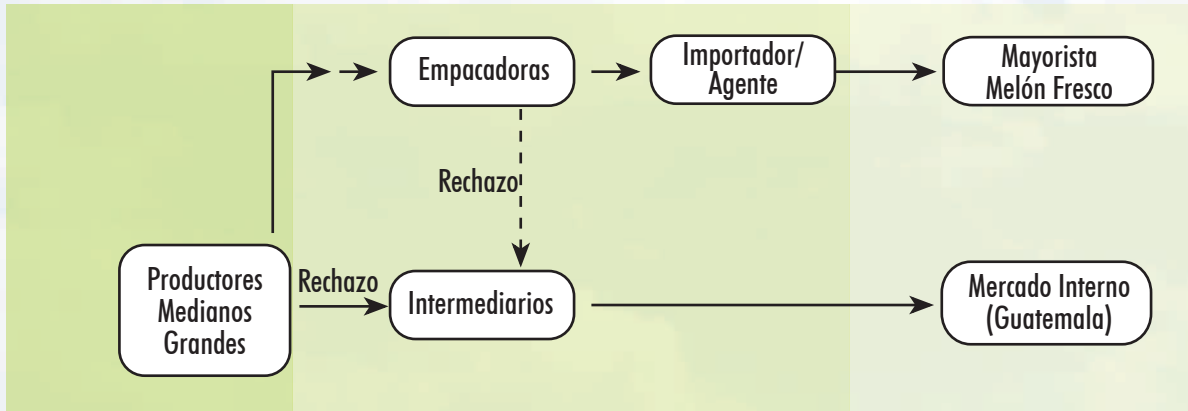 Empacadoras
Importador/
Agente
Mayorista
Melón Fresco
Rechazo
Productores
Medianos
Grandes
Rechazo
Intermediarios
Mercado Interno
(Guatemala)